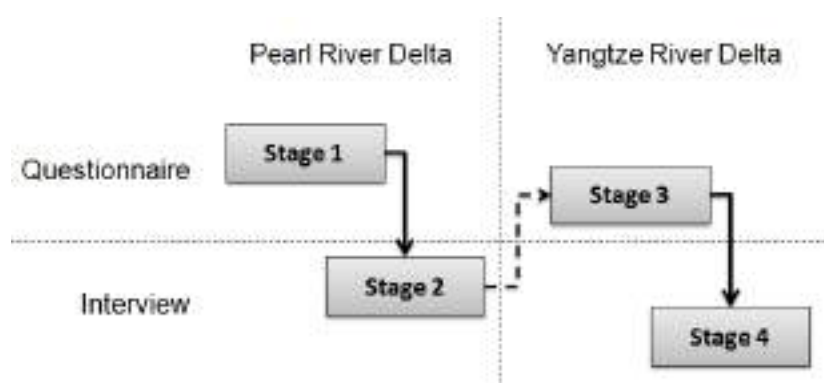 Pearl River Delta
Yangtze River Delta
Questionnaire
Stage 1
Stage 3
Interview
Stage 2
Stage 4